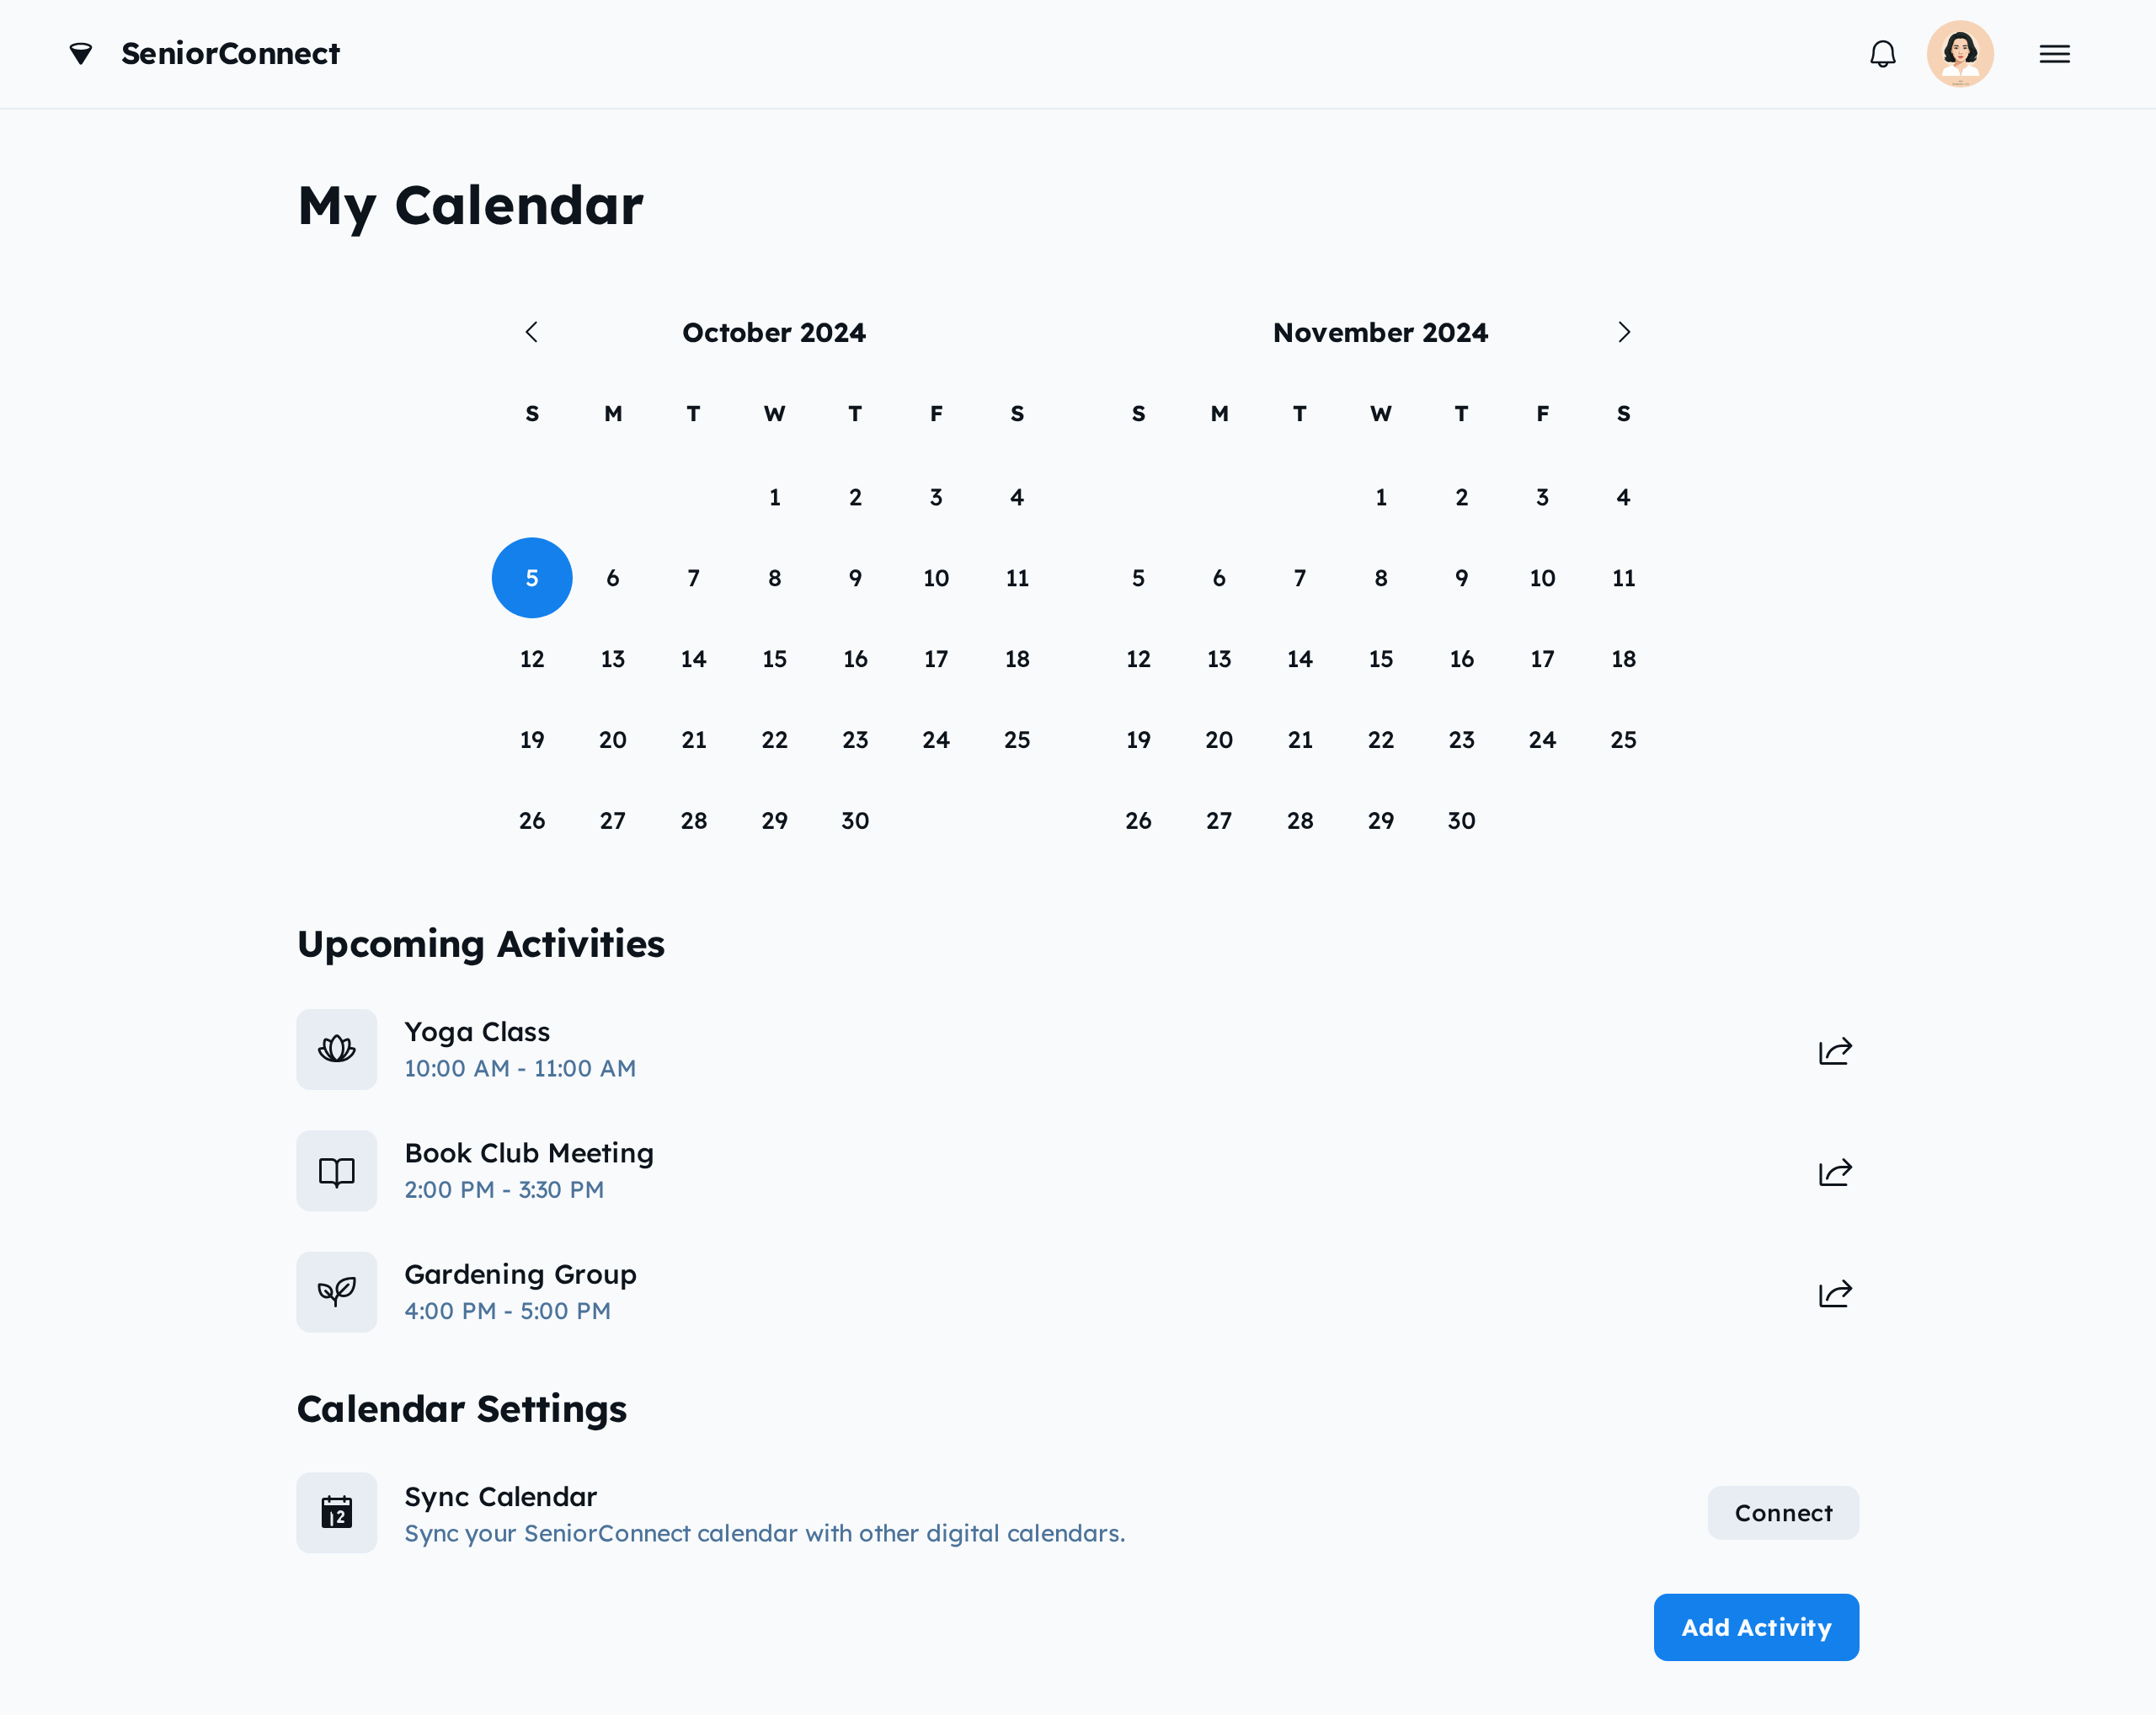 SeniorConnect
My Calendar
October 2024
S M T W T F S
1 2 3 4
5 6 7 8 9 10 11
12 13 14 15 16 17 18
19 20 21 22 23 24 25
26 27 28 29 30
November 2024
S M T W T F S
1 2 3 4
5 6 7 8 9 10 11
12 13 14 15 16 17 18
19 20 21 22 23 24 25
26 27 28 29 30
Upcoming Activities
Yoga Class
10:00 AM - 11:00 AM
Book Club Meeting
2:00 PM - 3:30 PM
Gardening Group
4:00 PM - 5:00 PM
Calendar Settings
12
Sync Calendar
Sync your SeniorConnect calendar with other digital calendars.
Connect
Add Activity